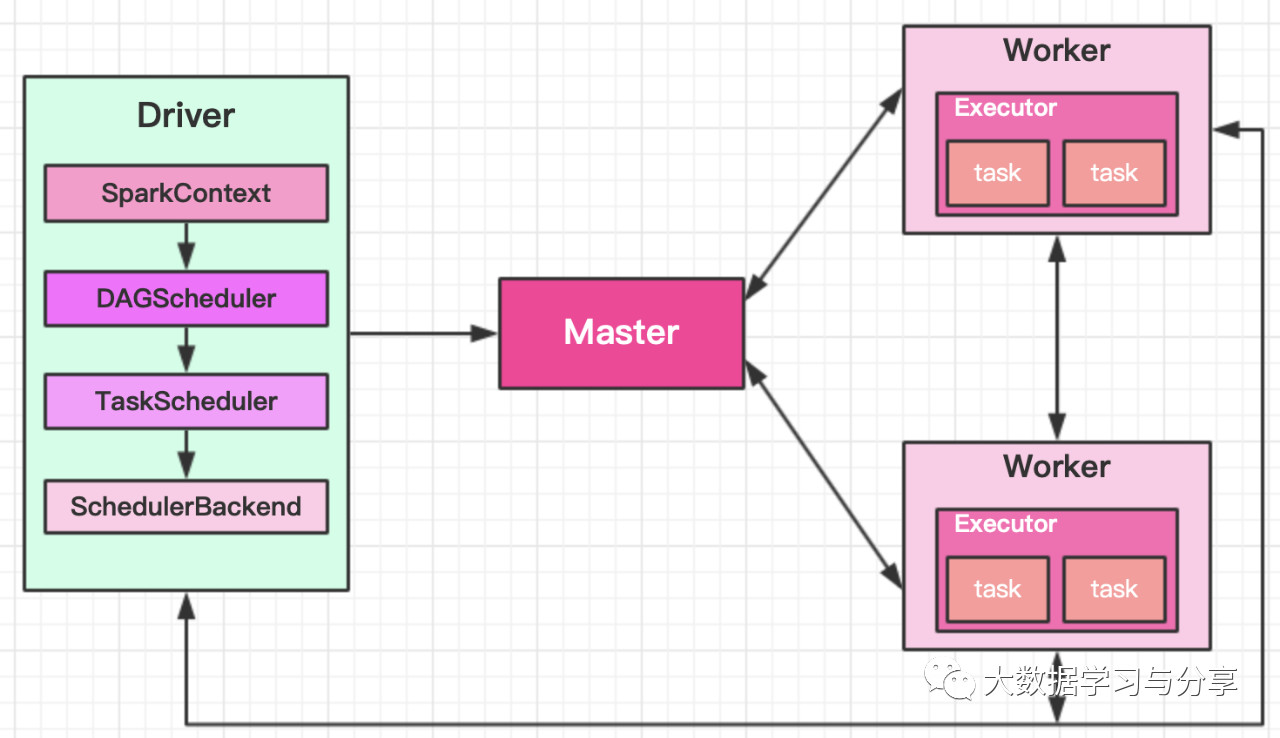 Driver
SparkContext
DAGScheduler
TaskScheduler
SchedulerBackend
Master
Worker
Executor
task task
Worker
Executor
task task
大数据学习与分享